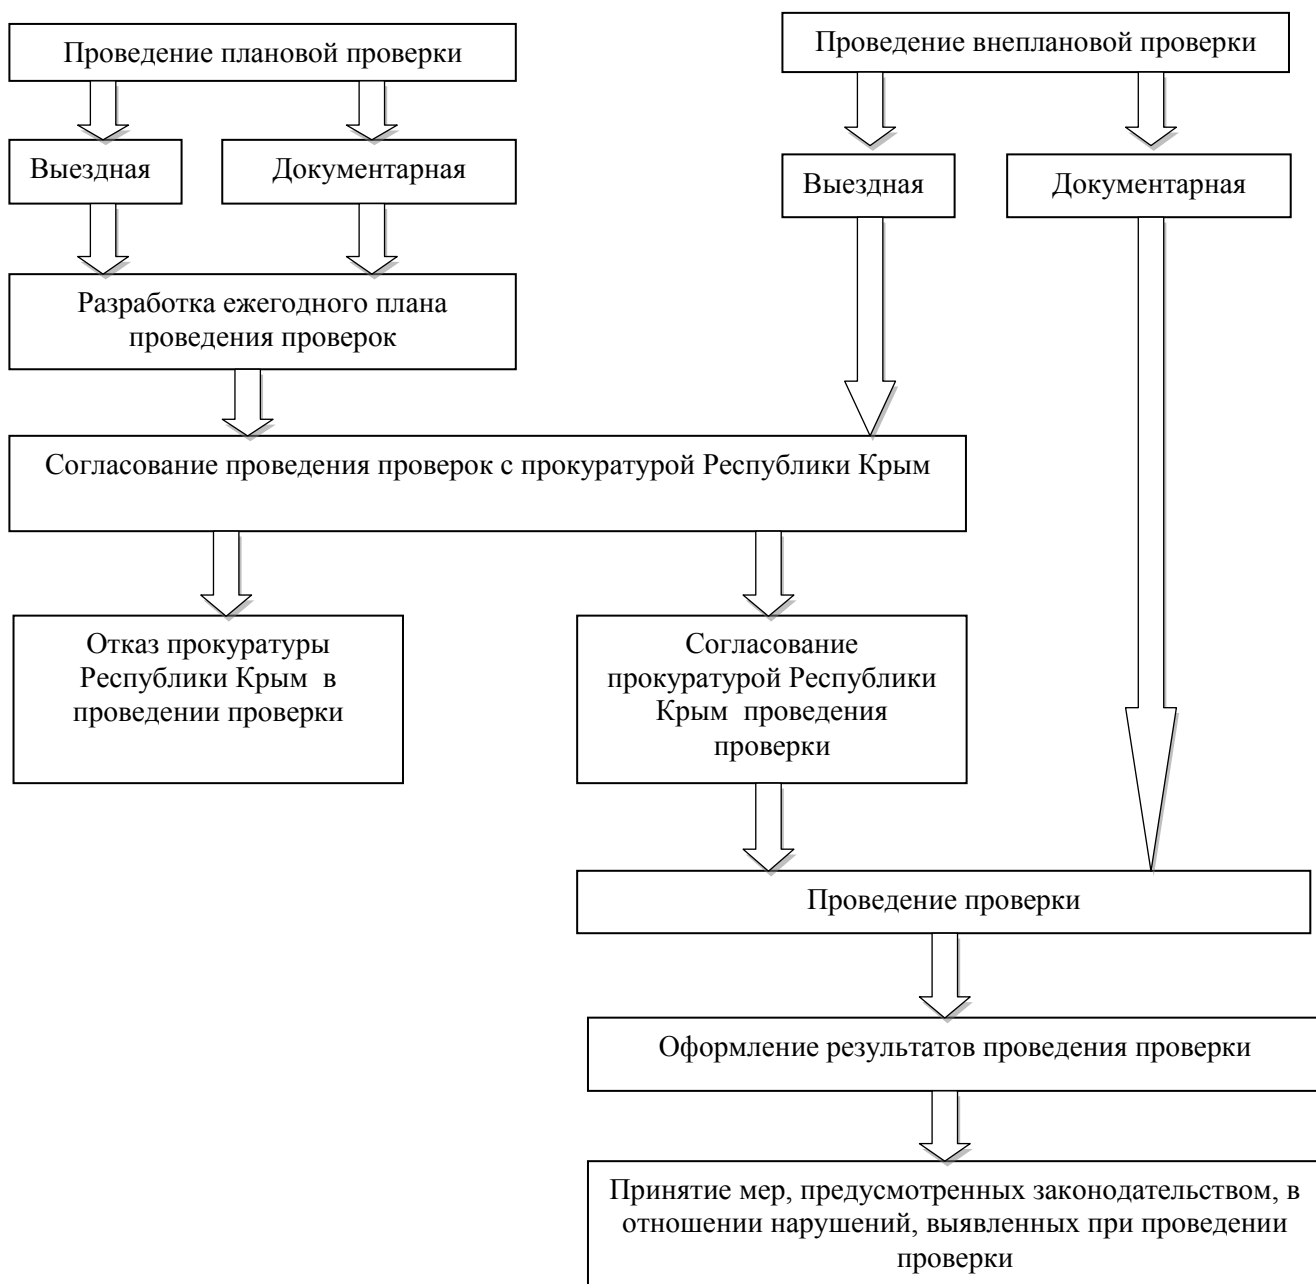 Проведение плановой проверки
Проведение внеплановой проверки
Выездная
Документарная
Выездная
Документарная
Разработка ежегодного плана
проведения проверок
Согласование проведения проверок с прокуратурой Республики Крым
Отказ прокуратуры
Республики Крым в
проведении проверки
Согласование
прокуратурой Республики
Крым проведения
проверки
Проведение проверки
Оформление результатов проведения проверки
Принятие мер, предусмотренных законодательством, в
отношении нарушений, выявленных при проведении
проверки